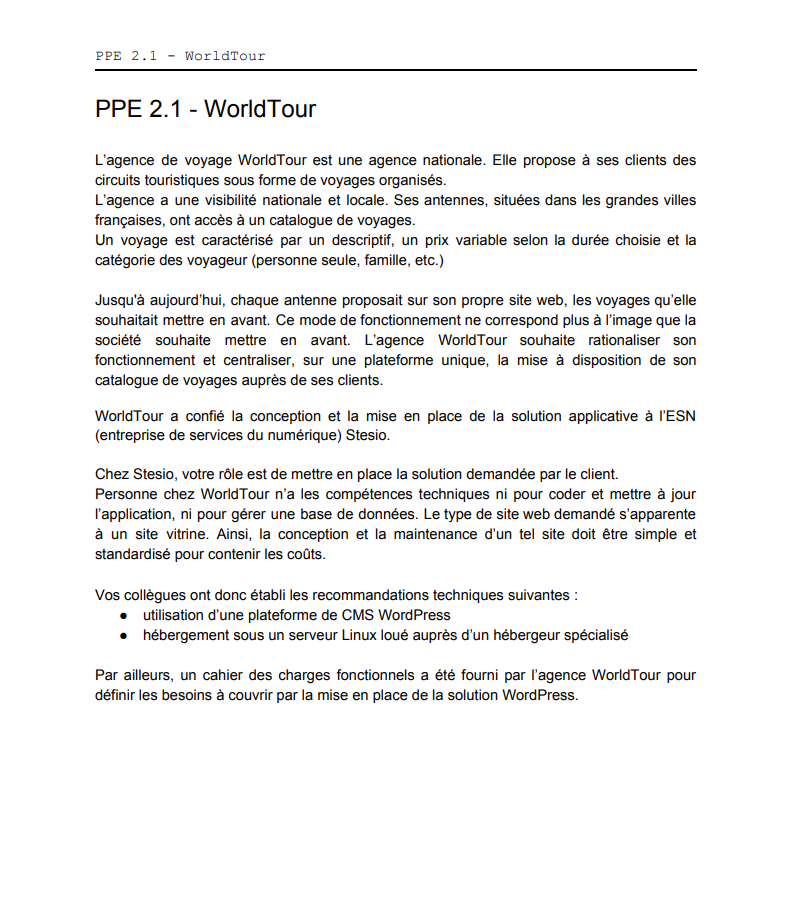 PPE 2.1 - WorldTour
PPE 2.1 - WorldTour
L’agence de voyage WorldTour est une agence nationale. Elle propose à ses clients des
circuits touristiques sous forme de voyages organisés.
L’agence a une visibilité nationale et locale. Ses antennes, situées dans les grandes villes
françaises, ont accès à un catalogue de voyages.
Un voyage est caractérisé par un descriptif, un prix variable selon la durée choisie et la
catégorie des voyageur (personne seule, famille, etc.)
Jusqu'à aujourd’hui, chaque antenne proposait sur son propre site web, les voyages qu’elle
souhaitait mettre en avant. Ce mode de fonctionnement ne correspond plus à l’image que la
société souhaite mettre en avant. L’agence WorldTour souhaite rationaliser son
fonctionnement et centraliser, sur une plateforme unique, la mise à disposition de son
catalogue de voyages auprès de ses clients.
WorldTour a confié la conception et la mise en place de la solution applicative à l’ESN
(entreprise de services du numérique) Stesio.
Chez Stesio, votre rôle est de mettre en place la solution demandée par le client.
Personne chez WorldTour n’a les compétences techniques ni pour coder et mettre à jour
l’application, ni pour gérer une base de données. Le type de site web demandé s’apparente
à un site vitrine. Ainsi, la conception et la maintenance d’un tel site doit être simple et
standardisé pour contenir les coûts.
Vos collègues ont donc établi les recommandations techniques suivantes :
● utilisation d’une plateforme de CMS WordPress
● hébergement sous un serveur Linux loué auprès d’un hébergeur spécialisé
Par ailleurs, un cahier des charges fonctionnels a été fourni par l’agence WorldTour pour
définir les besoins à couvrir par la mise en place de la solution WordPress.